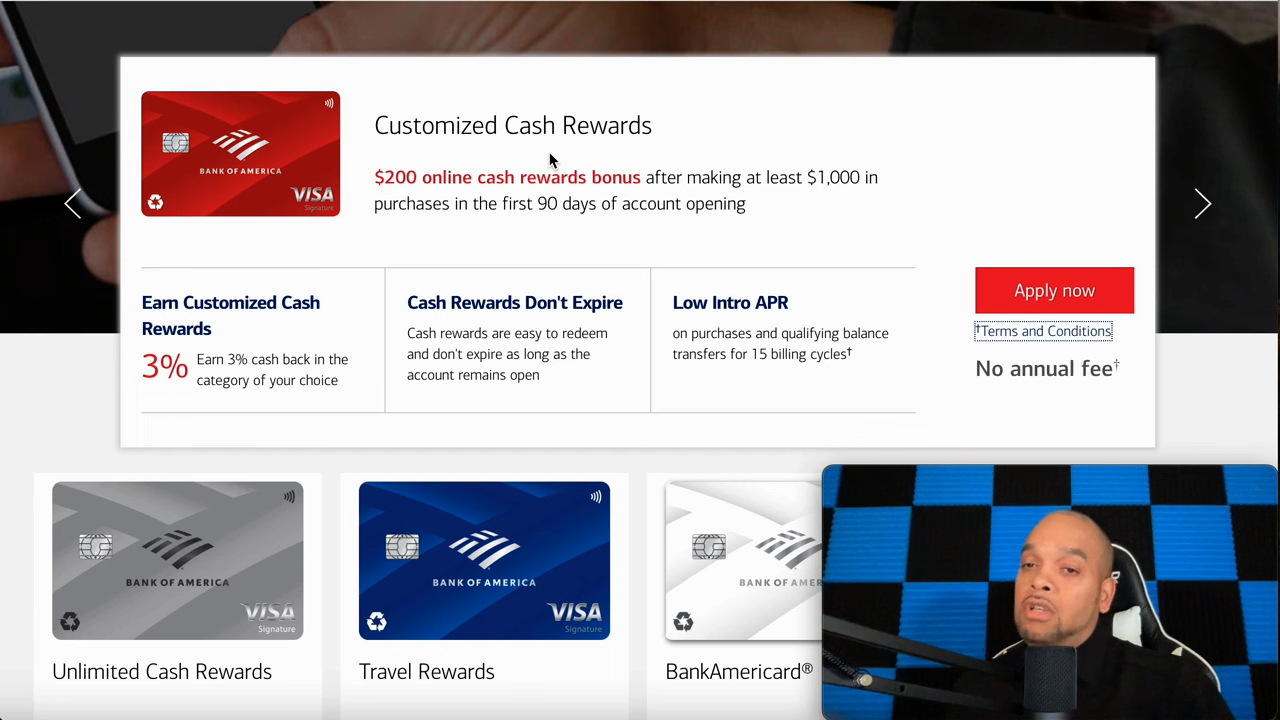 BANK OF AMERICA
VISA
Signature
Customized Cash Rewards
$200 online cash rewards bonus after making at least $1,000 in
purchases in the first 90 days of account opening
Earn Customized Cash
Rewards
3% Earn 3% cash back in the
category of your choice
Cash Rewards Don't Expire
Cash rewards are easy to redeem
and don't expire as long as the
account remains open
Low Intro APR
on purchases and qualifying balance
transfers for 15 billing cycles†
Apply now
†Terms and Conditions
No annual fee†
BANK OF AMERICA
VISA
Signature
Unlimited Cash Rewards
BANK OF AMERICA
VISA
Signature
Travel Rewards
BANK OF AMER
BankAmericard®